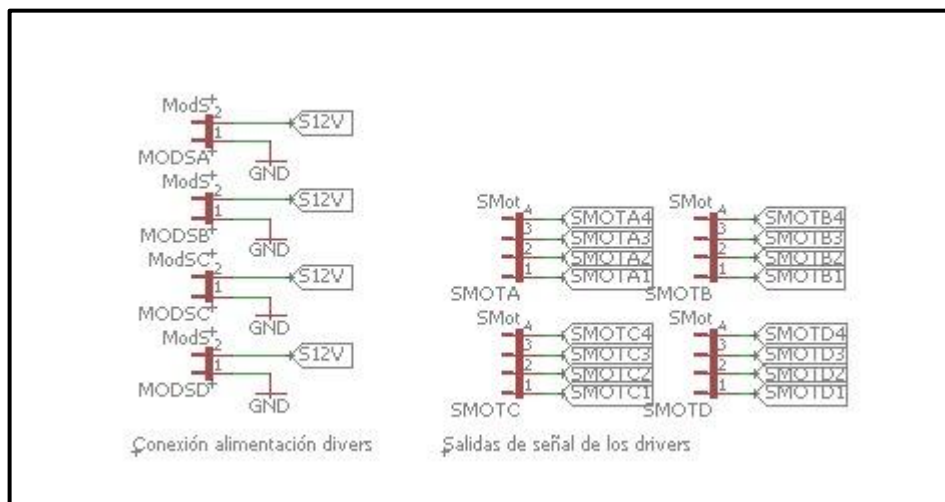 ModS
2
1
S12V
MODSA
GND
ModS
2
1
S12V
MODSB
GND
ModSC
2
1
S12V
MODSC
GND
ModS
2
1
S12V
MODSD
GND
Conexión alimentación divers
SMot
4 SMOTA4
3 SMOTA3
2 SMOTA2
1 SMOTA1
SMOTA
SMot
4 SMOTB4
3 SMOTB3
2 SMOTB2
1 SMOTB1
SMOTB
SMot
4 SMOTC4
3 SMOTC3
2 SMOTC2
1 SMOTC1
SMOTC
SMot
4 SMOTD4
3 SMOTD3
2 SMOTD2
1 SMOTD1
SMOTD
Salidas de señal de los drivers